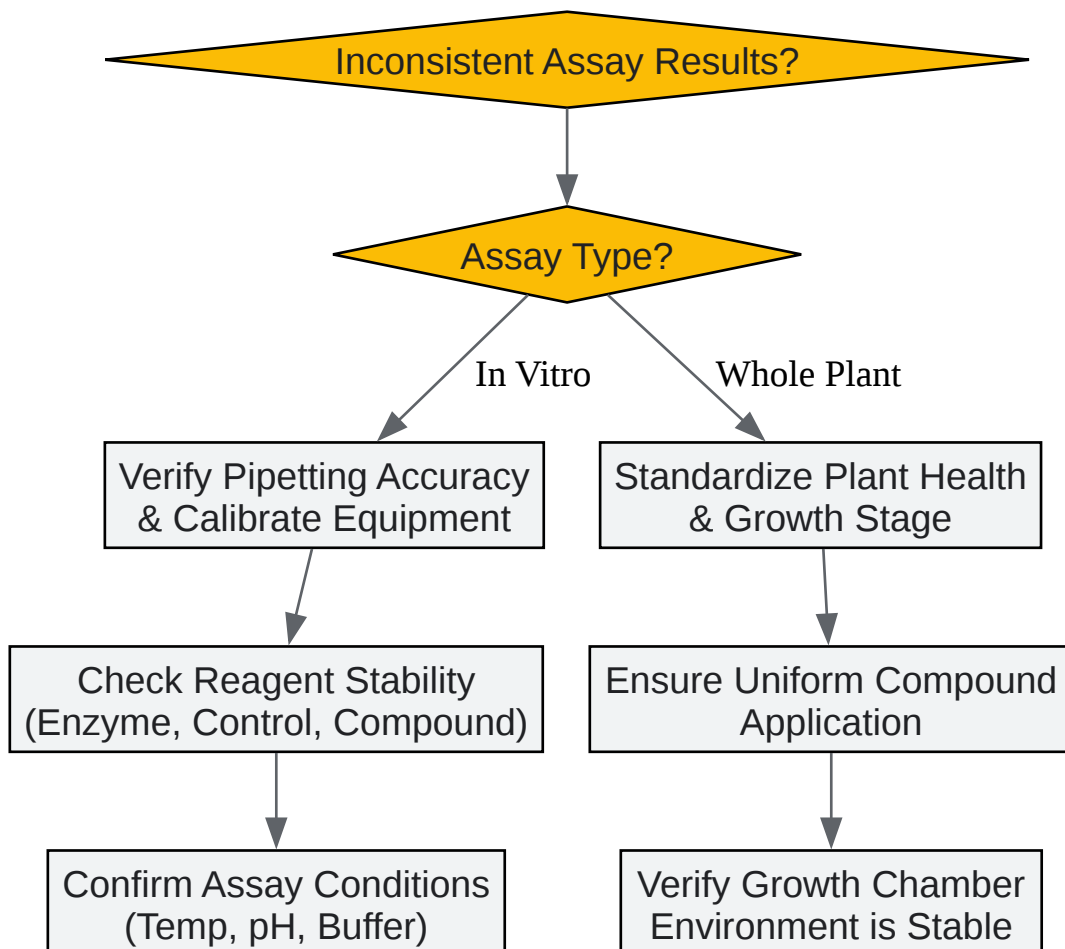 Inconsistent Assay Results?
Assay Type?
In Vitro
Whole Plant
Verify Pipetting Accuracy
& Calibrate Equipment
Standardize Plant Health
& Growth Stage
Check Reagent Stability
(Enzyme, Control, Compound)
Ensure Uniform Compound
Application
Confirm Assay Conditions
(Temp, pH, Buffer)
Verify Growth Chamber
Environment is Stable